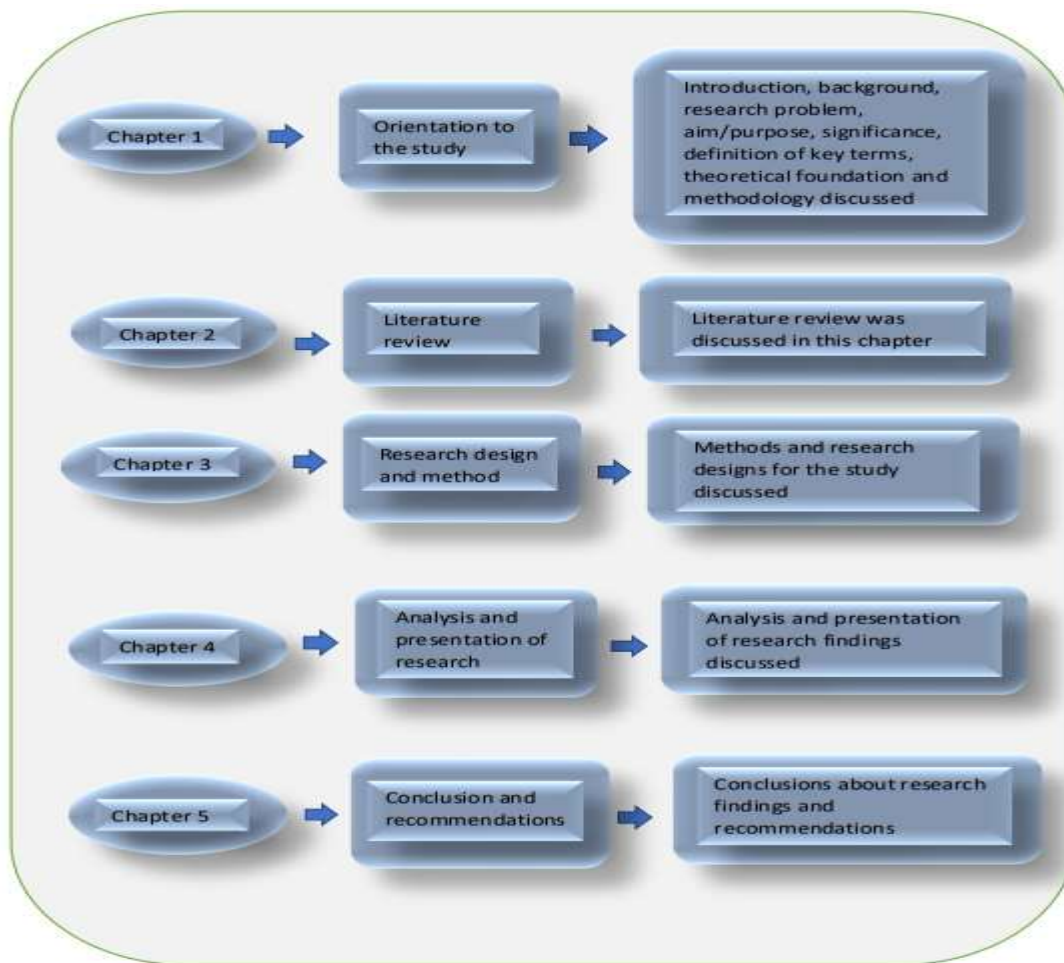 Chapter 1
Orientation to
the study
Introduction, background,
research problem,
aim/purpose, significance,
definition of key terms,
theoretical foundation and
methodology discussed
Chapter 2
Literature
review
Literature review was
discussed in this chapter
Chapter 3
Research design
and method
Methods and research
designs for the study
discussed
Chapter 4
Analysis and
presentation of
research
Analysis and presentation
of research findings
discussed
Chapter 5
Conclusion and
recommendations
Conclusions about research
findings and
recommendations